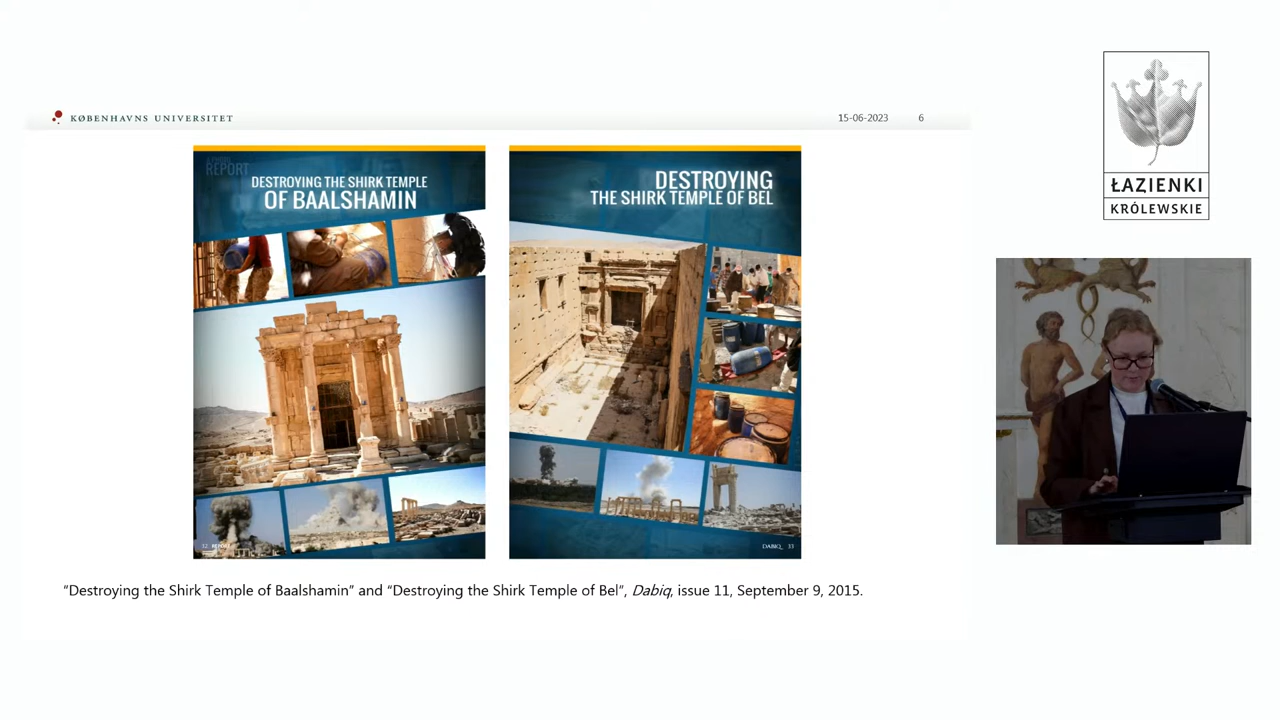 KØBENHAVNS UNIVERSITET
15-06-2023 6
REPORT
DESTROYING THE SHIRK TEMPLE
OF BAALSHAMIN
DESTROYING
THE SHIRK TEMPLE OF BEL
REPORT
DABIQ 33
"Destroying the Shirk Temple of Baalshamin" and "Destroying the Shirk Temple of Bel", Dabiq, issue 11, September 9, 2015.
ŁAZIENKI
KRÓLEWSKIE